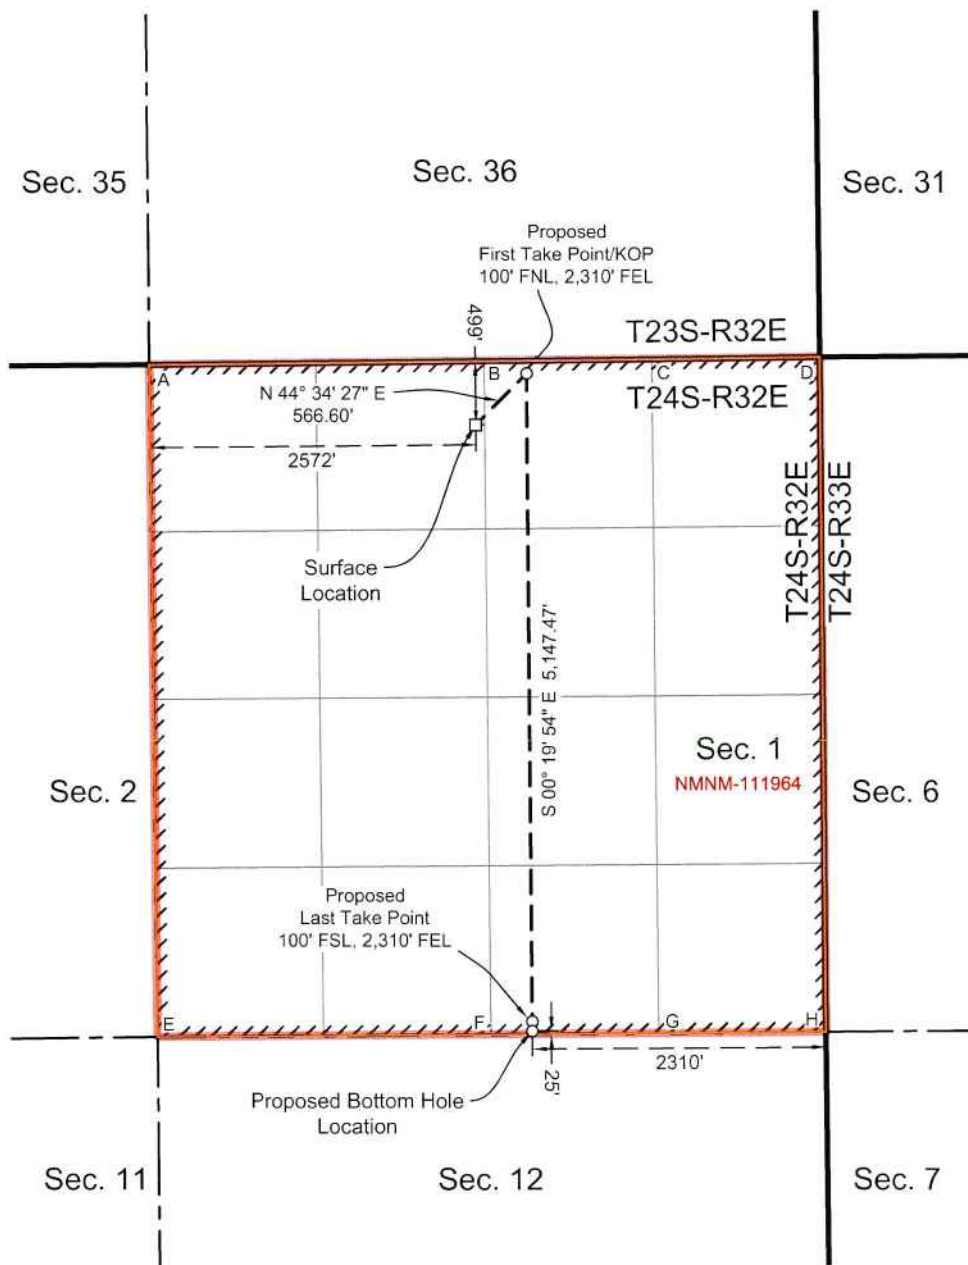 Sec. 35
Sec. 36
Sec. 31
Proposed
First Take Point/KOP
100' FNL, 2,310' FEL
499'
T23S-R32E
A
B
C
D
N 44° 34' 27" E
566.60'
T24S-R32E
2572'
T24S-R32E
T24S-R33E
Surface
Location
S 00° 19' 54" E 5,147.47'
Sec. 1
NMNM-111964
Sec. 2
Sec. 6
Proposed
Last Take Point
100' FSL, 2,310' FEL
E
F
G
H
2310'
25'
Proposed Bottom Hole
Location
Sec. 11
Sec. 12
Sec. 7